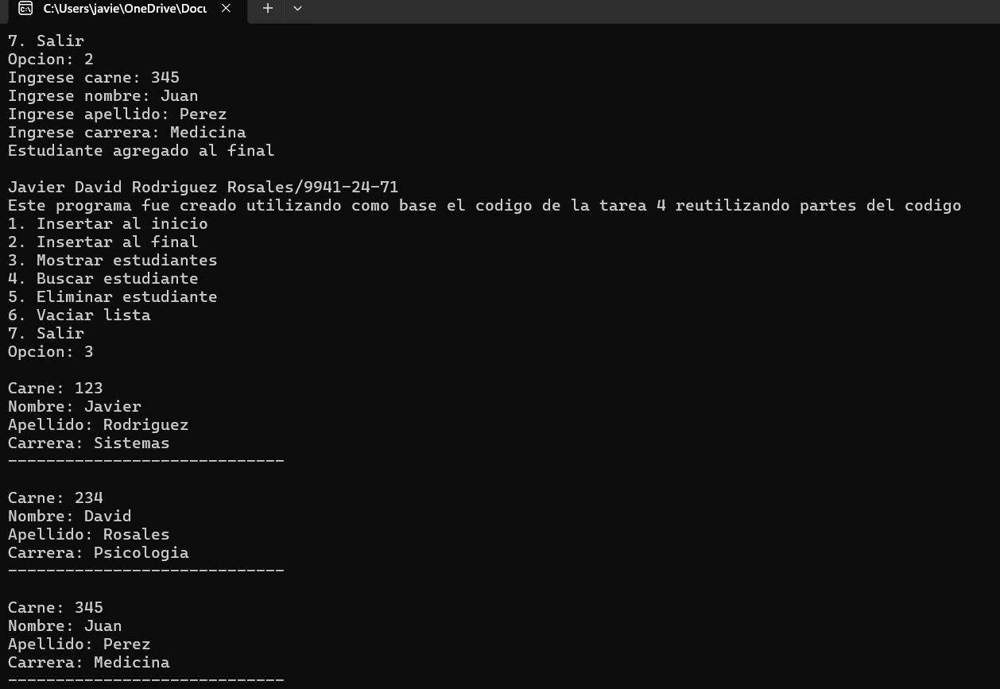 C:\Users\javie\OneDrive\Docu
7. Salir
Opcion: 2
Ingrese carne: 345
Ingrese nombre: Juan
Ingrese apellido: Perez
Ingrese carrera: Medicina
Estudiante agregado al final
Javier David Rodriguez Rosales/9941-24-71
Este programa fue creado utilizando como base el codigo de la tarea 4 reutilizando partes del codigo
1. Insertar al inicio
2. Insertar al final
3. Mostrar estudiantes
4. Buscar estudiante
5. Eliminar estudiante
6. Vaciar lista
7. Salir
Opcion: 3
Carne: 123
Nombre: Javier
Apellido: Rodriguez
Carrera: Sistemas
-----------------------------
Carne: 234
Nombre: David
Apellido: Rosales
Carrera: Psicologia
-----------------------------
Carne: 345
Nombre: Juan
Apellido: Perez
Carrera: Medicina
-----------------------------